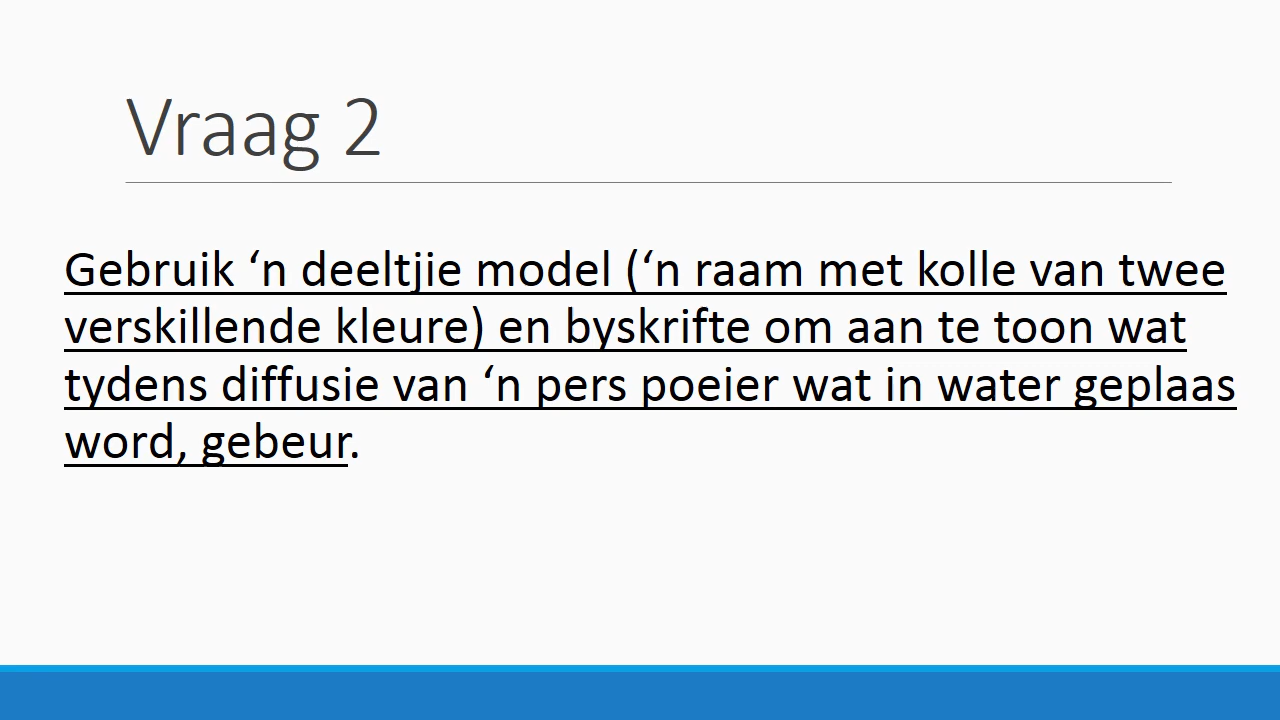 Vraag 2
Gebruik ‘n deeltjie model (‘n raam met kolle van twee
verskillende kleure) en byskrifte om aan te toon wat
tydens diffusie van ‘n pers poeier wat in water geplaas
word, gebeur.